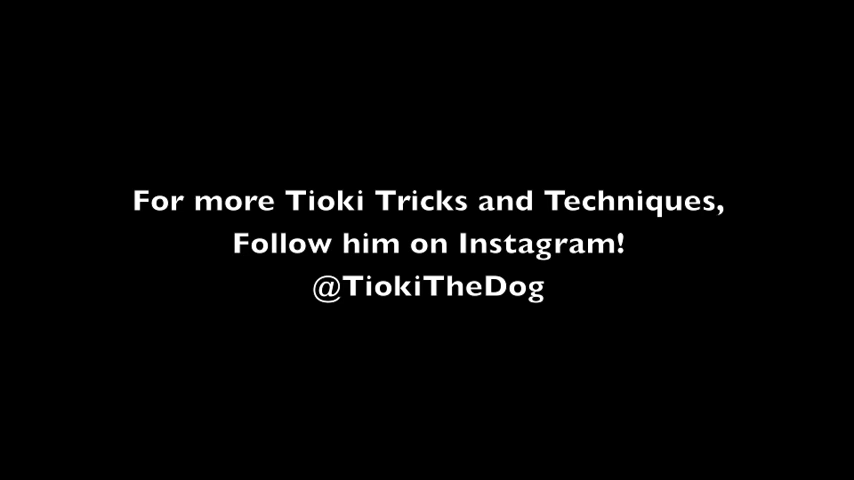 For more Tioki Tricks and Techniques,
Follow him on Instagram!
@TiokiTheDog